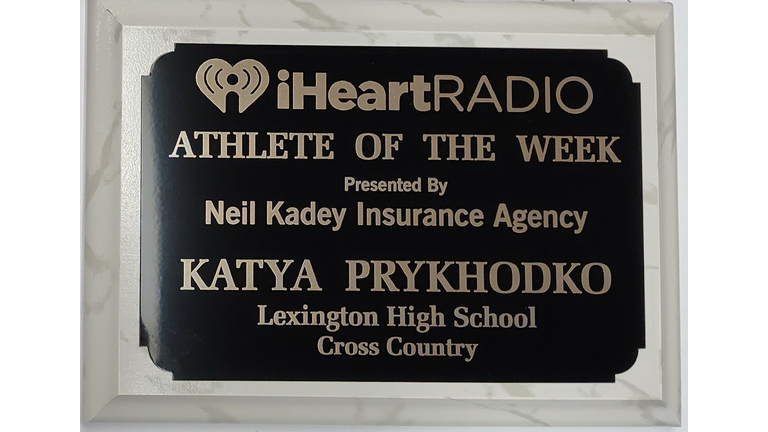 iHeartRADIO
ATHLETE OF THE WEEK
Presented By
Neil Kadey Insurance Agency
KATYA PRYKHODKO
Lexington High School
Cross Country